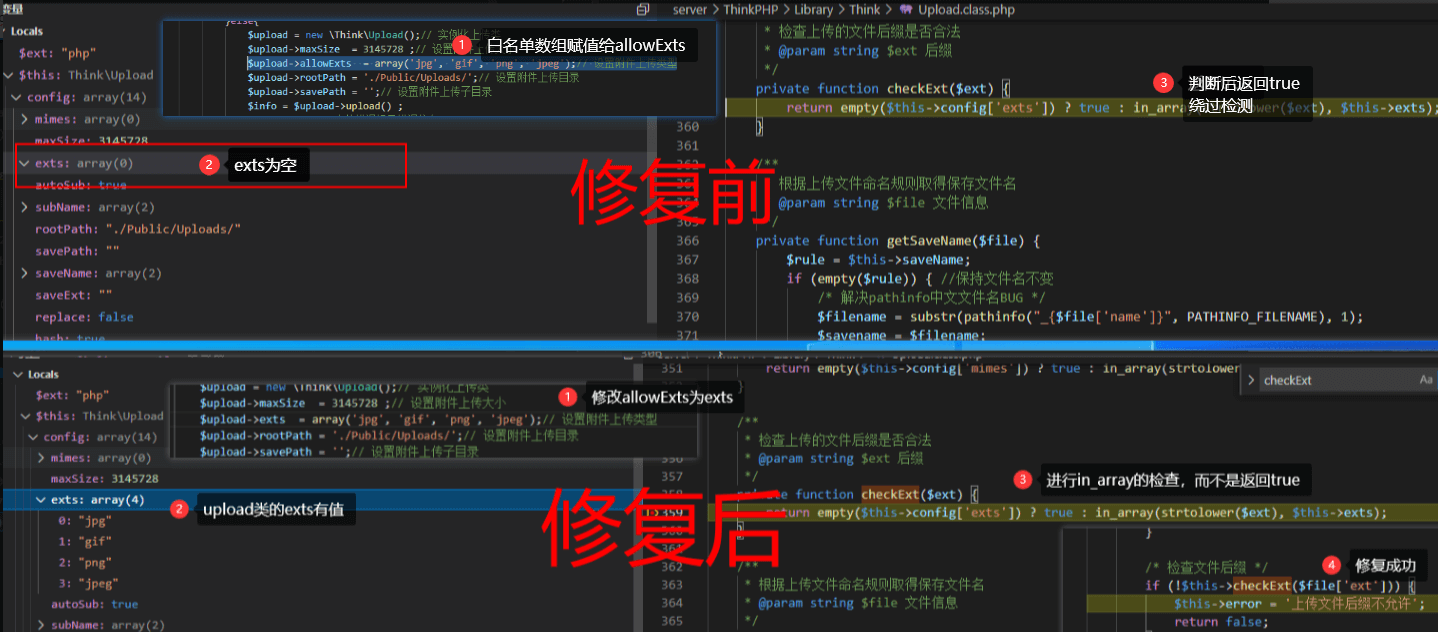 变量
Locals
$ext: "php"
$this: Think\Upload
config: array(14)
mimes: array(0)
maxSize: 3145728
exts: array(0)
autoSub: true
subName: array(2)
rootPath: "./Public/Uploads/"
savePath: ""
saveName: array(2)
saveExt: ""
replace: false
hash: true
2
exts为空
}else{
$upload = new \Think\Upload();// 实例化上传类
$upload->maxSize = 3145728 ;// 设置
$upload->allowExts = array('jpg', 'gif', 'png', 'jpeg');// 设置附件上传类型
$upload->rootPath = './Public/Uploads/';// 设置附件上传目录
$upload->savePath = '';// 设置附件上传子目录
$info = $upload->upload() ;
1
白名单数组赋值给allowExts
server > ThinkPHP > Library > Think > Upload.class.php
* 检查上传的文件后缀是否合法
* @param string $ext 后缀
*/
private function checkExt($ext) {
return empty($this->config['exts']) ? true : in_arra
ower($ext), $this->exts);
3
判断后返回true
绕过检测
360 }
361
/**
根据上传文件命名规则取得保存文件名
@param string $file 文件信息
/
366 private function getSaveName($file) {
367 $rule = $this->saveName;
368 if (empty($rule)) { //保持文件名不变
369 /* 解决pathinfo中文文件名BUG */
370 $filename = substr(pathinfo("_{$file['name']}", PATHINFO_FILENAME), 1);
371 $savename = $filename;
修复前
Locals
$ext: "php"
$this: Think\Upload
config: array(14)
mimes: array(0)
maxSize: 3145728
exts: array(4)
0: "jpg"
1: "gif"
2: "png"
3: "jpeg"
autoSub: true
subName: array(2)
2
upload类的exts有值
$upload = new \Think\Upload();// 实例化上传类
$upload->maxSize = 3145728 ;// 设置附件上传大小
$upload->exts = array('jpg', 'gif', 'png', 'jpeg');// 设置附件上传类型
$upload->rootPath = './Public/Uploads/';// 设置附件上传目录
$upload->savePath = '';// 设置附件上传子目录
1
修改allowExts为exts
351 return empty($this->config['mimes']) ? true : in_array(strtolower
checkExt
Aa
}
/**
* 检查上传的文件后缀是否合法
356 * @param string $ext 后缀
357 */
private function checkExt($ext) {
359 return empty($this->config['exts']) ? true : in_array(strtolower($ext), $this->exts);
3
进行in_array的检查，而不是返回true
}
361
362 /**
363 * 根据上传文件命名规则取得保存文件名
364 * @param string $file 文件信息
365 */
修复后
}
/* 检查文件后缀 */
if (!$this->checkExt($file['ext'])) {
$this->error = '上传文件后缀不允许';
return false;
4
修复成功